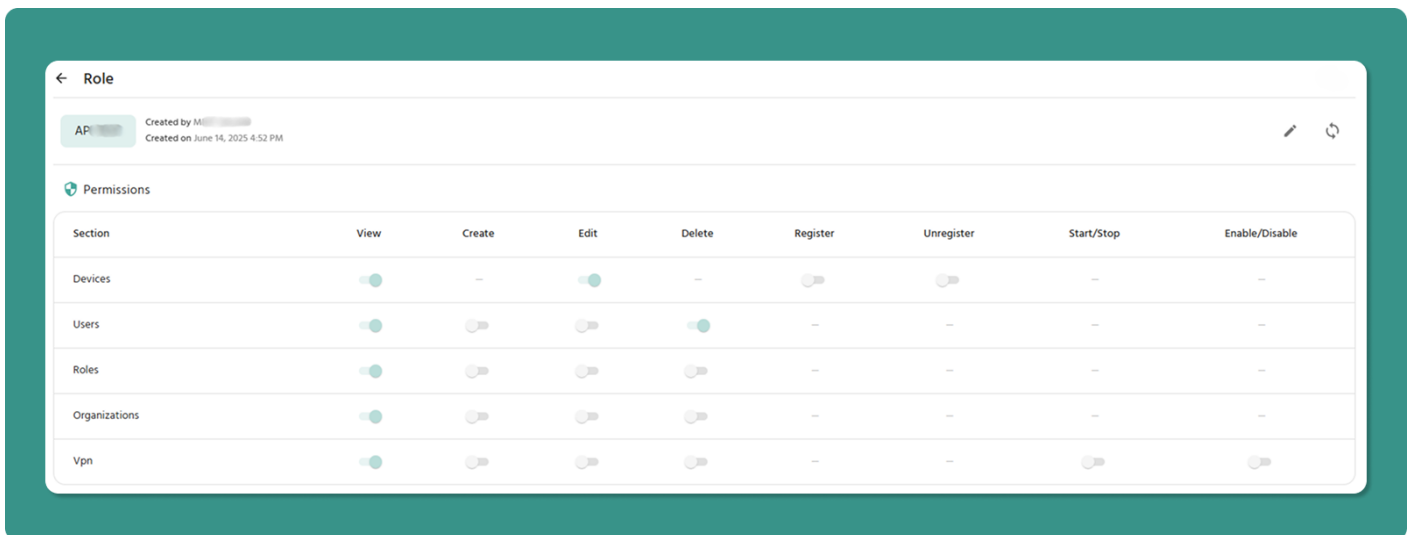 Role
AP
Created by M
Created on June 14, 2025 4:52 PM
Permissions
Section View Create Edit Delete Register Unregister Start/Stop Enable/Disable
Devices – – – –
Users – – – –
Roles – – – –
Organizations – – – –
Vpn – –